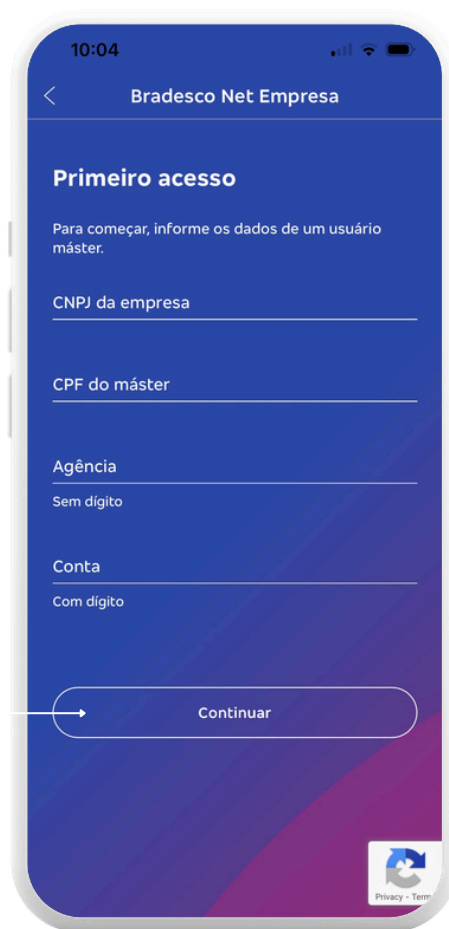 10:04
Bradesco Net Empresa
Primeiro acesso
Para começar, informe os dados de um usuário
máster.
CNPJ da empresa
CPF do máster
Agência
Sem dígito
Conta
Com dígito
Continuar
Privacy - Term